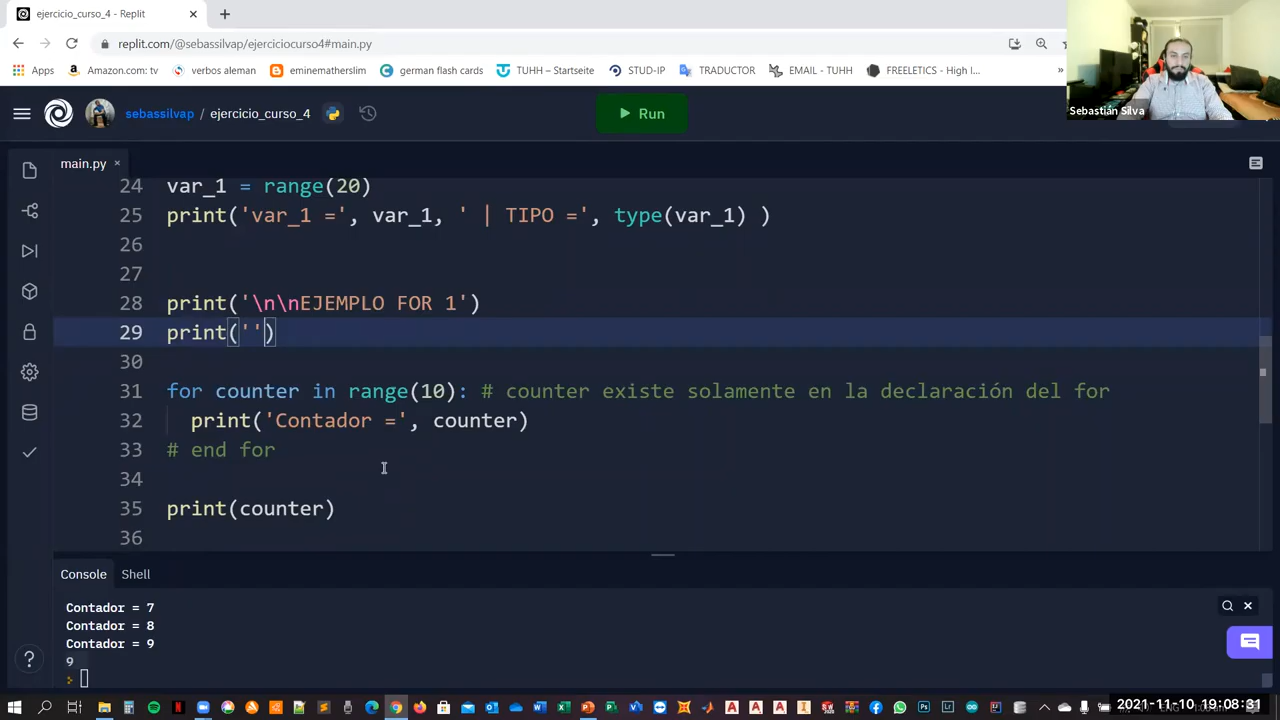 ejercicio_curso_4 - Replit
replit.com/@sebassilvap/ejerciciocurso4#main.py
Apps Amazon.com: tv verbos aleman eminematherslim german flash card TUHH – Startseite STUD-IP TRADUCTOR EMAIL - TUHH FREELETICS - High I... »
Sebastián Silva
sebassilvap / ejercicio_curso_4 Run
main.py
24 var_1 = range(20)
25 print('var_1 =', var_1, ' | TIPO =', type(var_1) )
26
27
28 print('\n\nEJEMPLO FOR 1')
29 print('')
30
31 for counter in range(10): # counter existe solamente en la declaración del for
32 print('Contador =', counter)
33 # end for
34
35 print(counter)
36
Console Shell
Contador = 7
Contador = 8
Contador = 9
9
2021-11-10 19:08:31